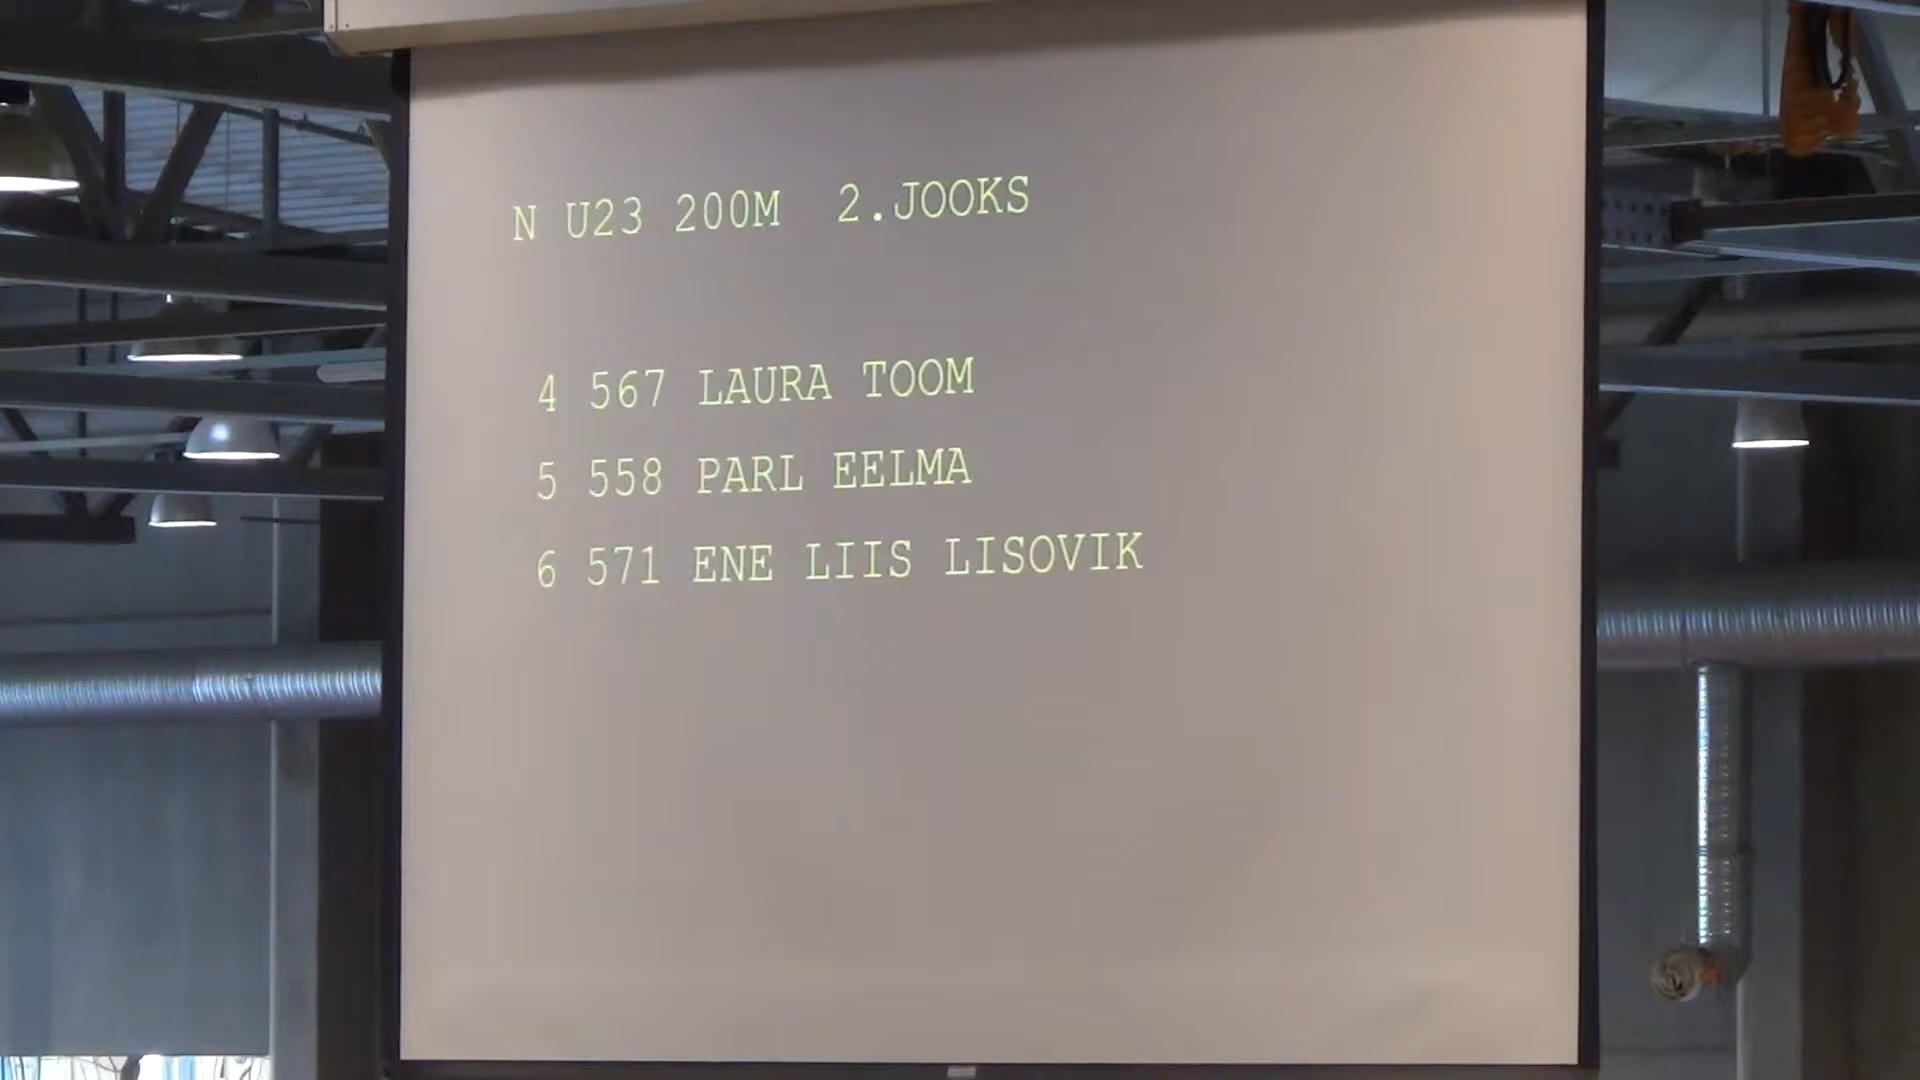 N U23 200M 2.JOOKS
4 567 LAURA TOOM
5 558 PARL EELMA
6 571 ENE LIIS LISOVIK